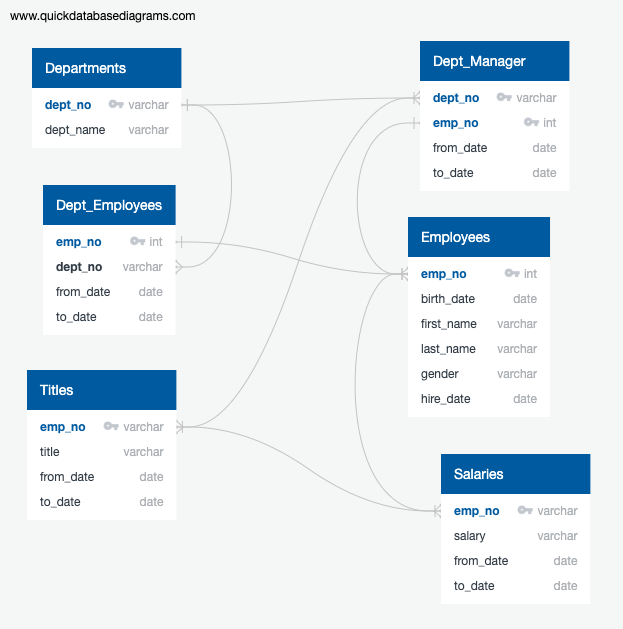 www.quickdatabasediagrams.com
Departments
dept_no varchar
dept_name varchar
Dept_Manager
dept_no varchar
emp_no int
from_date date
to_date date
Dept_Employees
emp_no int
dept_no varchar
from_date date
to_date date
Employees
emp_no int
birth_date date
first_name varchar
last_name varchar
gender varchar
hire_date date
Titles
emp_no varchar
title varchar
from_date date
to_date date
Salaries
emp_no varchar
salary varchar
from_date date
to_date date